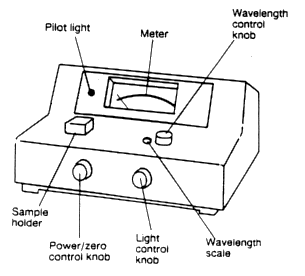 Wavelength
control
knob
Pilot light
Meter
Sample
holder
Power/zero
control knob
Light
control
knob
Wavelength
scale